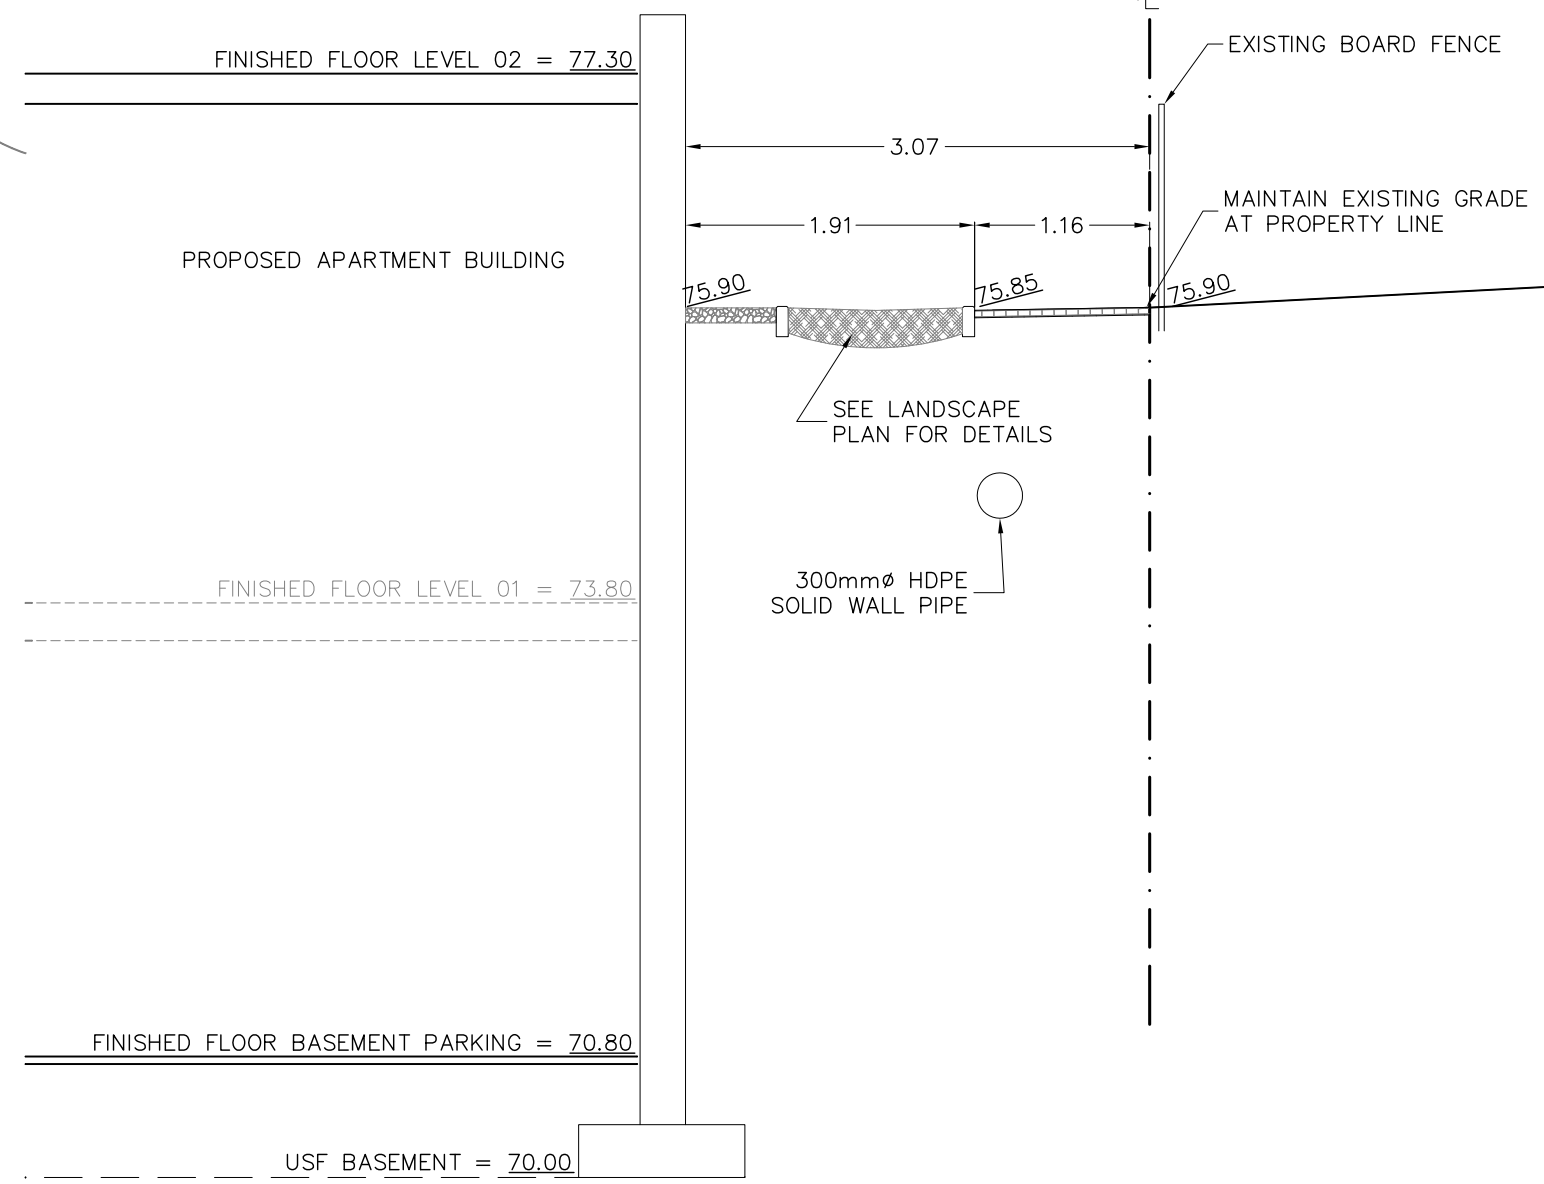 EXISTING BOARD FENCE
FINISHED FLOOR LEVEL 02 = 77.30
3.07
MAINTAIN EXISTING GRADE
AT PROPERTY LINE
1.91
1.16
PROPOSED APARTMENT BUILDING
75.90
75.85
75.90
SEE LANDSCAPE
PLAN FOR DETAILS
300mmø HDPE
SOLID WALL PIPE
FINISHED FLOOR LEVEL 01 = 73.80
FINISHED FLOOR BASEMENT PARKING = 70.80
USF BASEMENT = 70.00